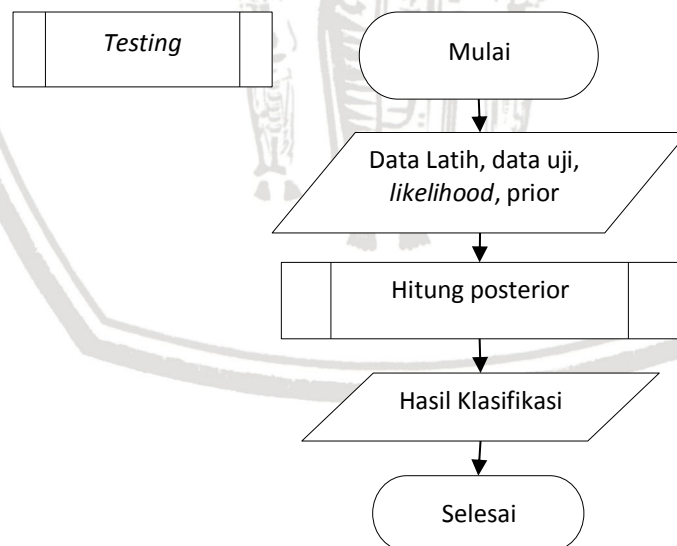 Testing
Mulai
Data Latih, data uji,
likelihood, prior
Hitung posterior
Hasil Klasifikasi
Selesai